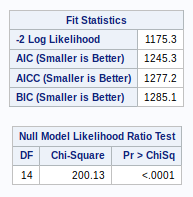 Fit Statistics
-2 Log Likelihood 1175.3
AIC (Smaller is Better) 1245.3
AICC (Smaller is Better) 1277.2
BIC (Smaller is Better) 1285.1
Null Model Likelihood Ratio Test
DF Chi-Square Pr > ChiSq
14 200.13 <.0001